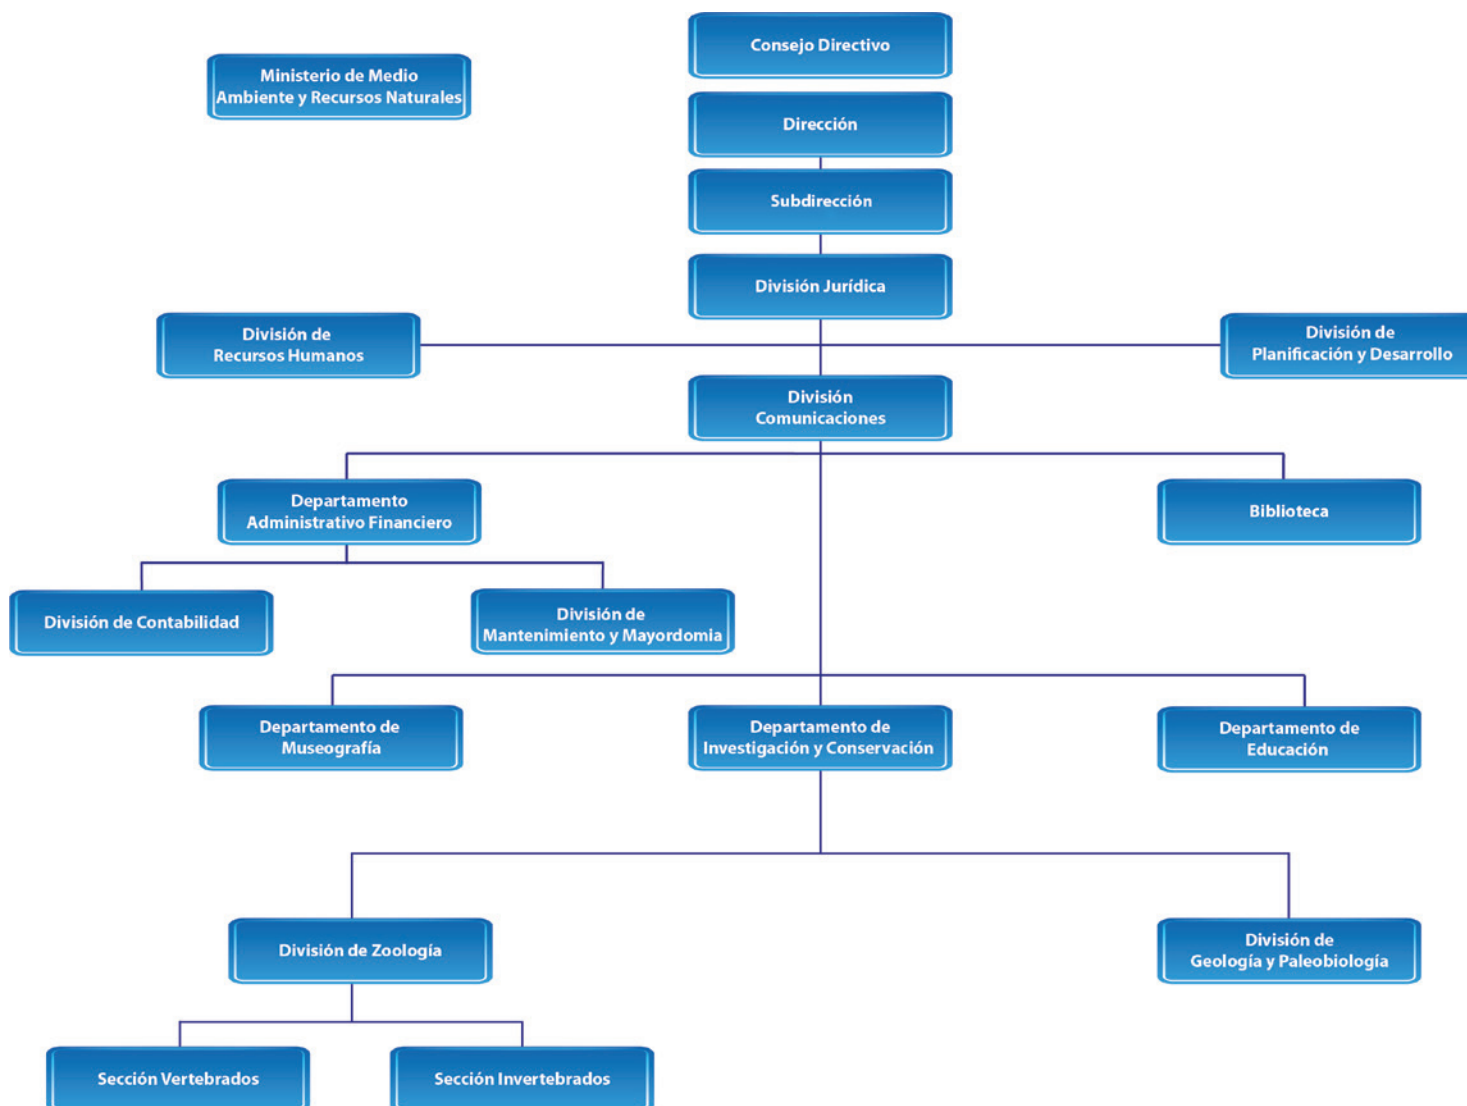 Consejo Directivo
Ministerio de Medio
Ambiente y Recursos Naturales
Dirección
Subdirección
División Jurídica
División de
Recursos Humanos
División de
Planificación y Desarrollo
División
Comunicaciones
Departamento
Administrativo Financiero
Biblioteca
División de Contabilidad
División de
Mantenimiento y Mayordomia
Departamento de
Museografía
Departamento de
Investigación y Conservación
Departamento de
Educación
División de Zoología
División de
Geología y Paleobiología
Sección Vertebrados
Sección Invertebrados